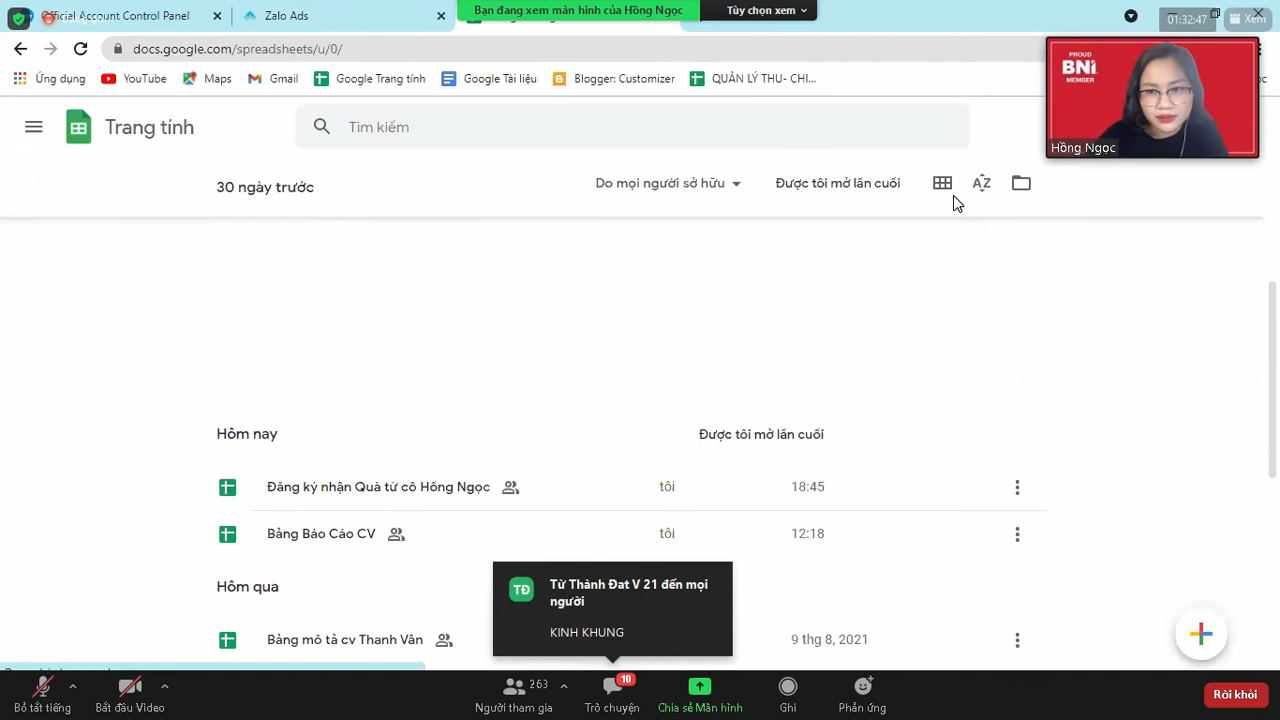 Official Account Control Panel
Zalo Ads
Bạn đang xem màn hình của Hồng Ngọc
Tùy chọn xem
01:32:47
Xem
docs.google.com/spreadsheets/u/0/
Ứng dụng
YouTube
Maps
Gmail
Google Trang tính
Google Tài liệu
Blogger: Customizer
QUẢN LÝ THU- CHI...
PROUD
BNI
MEMBER
Hồng Ngọc
Trang tính
Tìm kiếm
30 ngày trước
Do mọi người sở hữu
Được tôi mở lần cuối
AZ
Hôm nay
Được tôi mở lần cuối
Đăng ký nhận Quà từ cô Hồng Ngọc
tôi
18:45
Bảng Báo Cáo CV
tôi
12:18
Hôm qua
TĐ
Từ Thành Đat V 21 đến mọi
người
KINH KHUNG
Bảng mô tả cv Thanh Vân
9 thg 8, 2021
Bỏ tắt tiếng
Bắt đầu Video
263
Người tham gia
10
Trò chuyện
Chia sẻ Màn hình
Ghi
Phản ứng
Rời khỏi